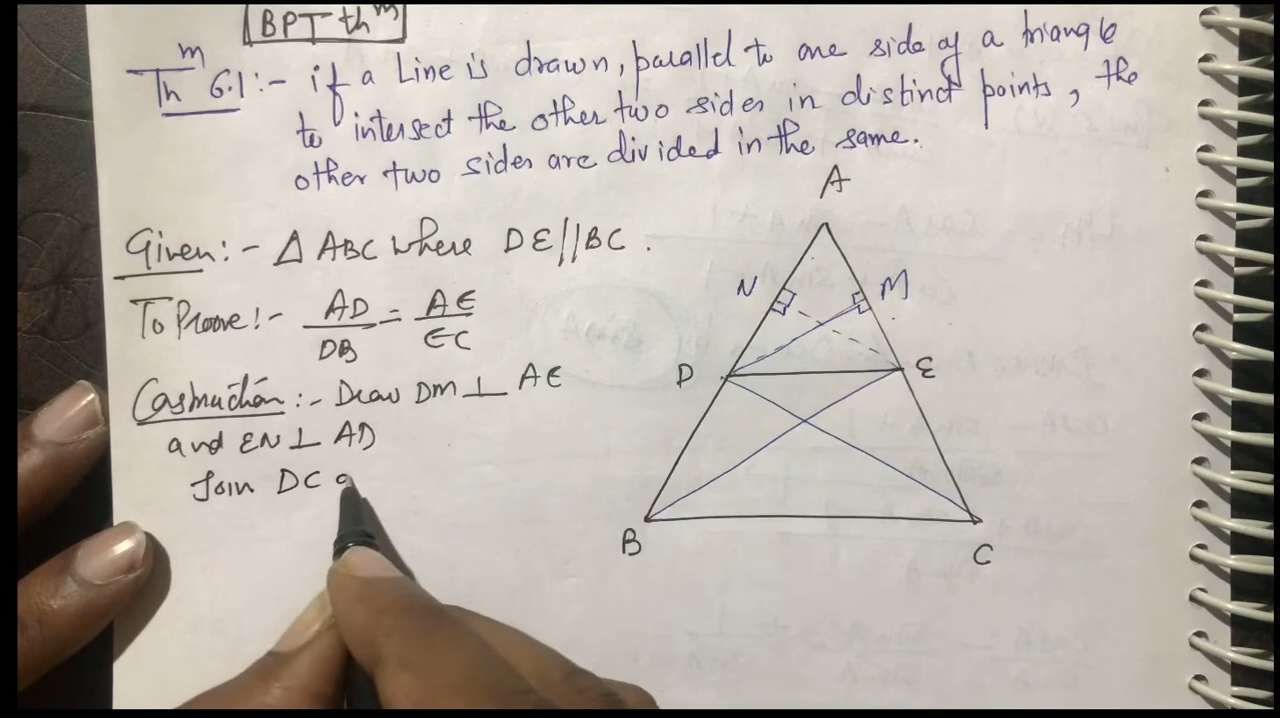 BPT th^m
Th^m 6.1:- if a Line is drawn, parallel to one side of a triangle
to intersect the other two sides in distinct points, the
other two sides are divided in the same.
Given:- △ ABC where DE//BC.
To Prove:- AD/DB = AE/EC
Construction:- Draw DM ⊥ AE
and EN ⊥ AD
Join DC a
A
N
M
D
E
B
C